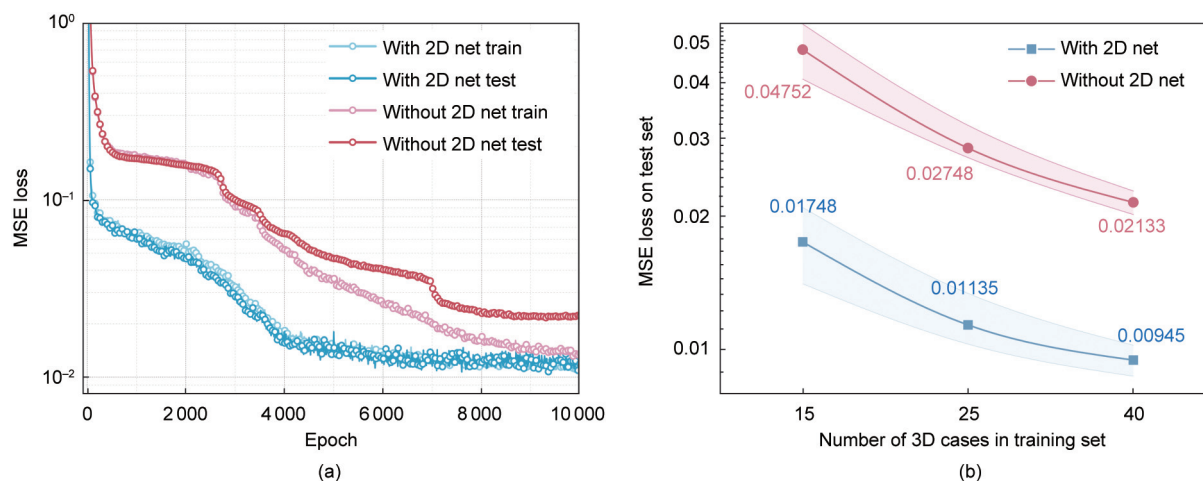 MSE loss
10⁰
10⁻¹
10⁻²
0
2 000
4 000
6 000
8 000
10 000
Epoch
With 2D net train
With 2D net test
Without 2D net train
Without 2D net test
(a)
MSE loss on test set
0.05
0.04
0.03
0.02
0.01
15
25
40
Number of 3D cases in training set
With 2D net
Without 2D net
0.04752
0.02748
0.02133
0.01748
0.01135
0.00945
(b)